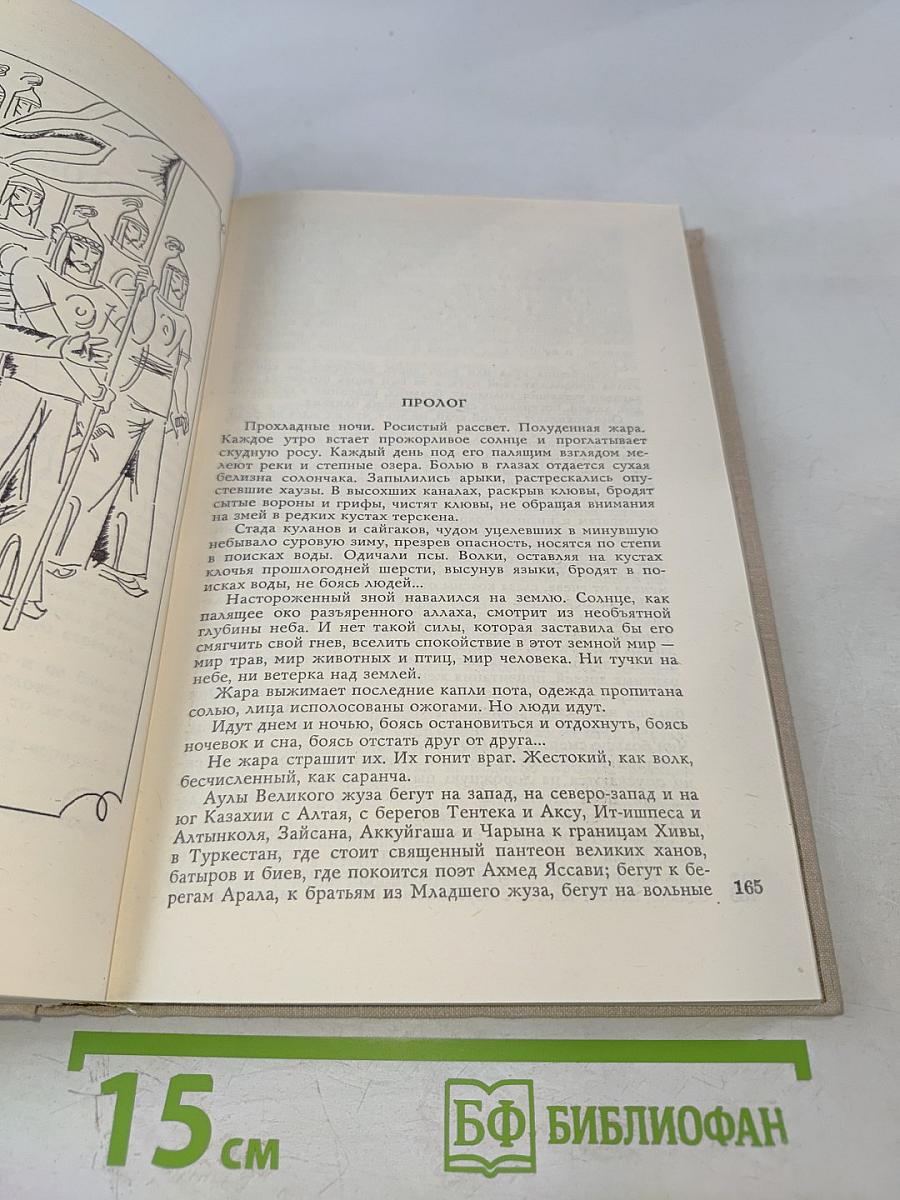 ПРОЛОГ
Прохладные ночи. Росистый рассвет. Полуденная жара.
Каждое утро встает прожорливое солнце и проглатывает
скудную росу. Каждый день под его палящим взглядом ме-
леют реки и степные озера. Болью в глазах отдается сухая
белизна солончака. Запылились арыки, растрескались опу-
стевшие хаузы. В высохших каналах, раскрыв клювы, бродят
сытые вороны и грифы, чистят клювы, не обращая внимания
на змей в редких кустах терскена.
Стада куланов и сайгаков, чудом уцелевших в минувшую
небывало суровую зиму, презрев опасность, носятся по степи
в поисках воды. Одичали псы. Волки, оставляя на кустах
клочья прошлогодней шерсти, высунув языки, бродят в по-
исках воды, не боясь людей...
Настороженный зной навалился на землю. Солнце, как
палящее око разъяренного аллаха, смотрит из необъятной
глубины неба. И нет такой силы, которая заставила бы его
смягчить свой гнев, вселить спокойствие в этот земной мир —
мир трав, мир животных и птиц, мир человека. Ни тучки на
небе, ни ветерка над землей.
Жара выжимает последние капли пота, одежда пропитана
солью, лица исполосованы ожогами. Но люди идут.
Идут днем и ночью, боясь остановиться и отдохнуть, боясь
ночевок и сна, боясь отстать друг от друга...
Не жара страшит их. Их гонит враг. Жестокий, как волк,
бесчисленный, как саранча.
Аулы Великого жуза бегут на запад, на северо-запад и на
юг Казахии с Алтая, с берегов Тентека и Аксу, Ит-ишпеса и
Алтынколя, Зайсана, Аккуйгаша и Чарына к границам Хивы,
в Туркестан, где стоит священный пантеон великих ханов,
батыров и биев, где покоится поэт Ахмед Яссави; бегут к бе-
регам Арала, к братьям из Младшего жуза, бегут на вольные
165
15 см
БФ БИБЛИОФАН